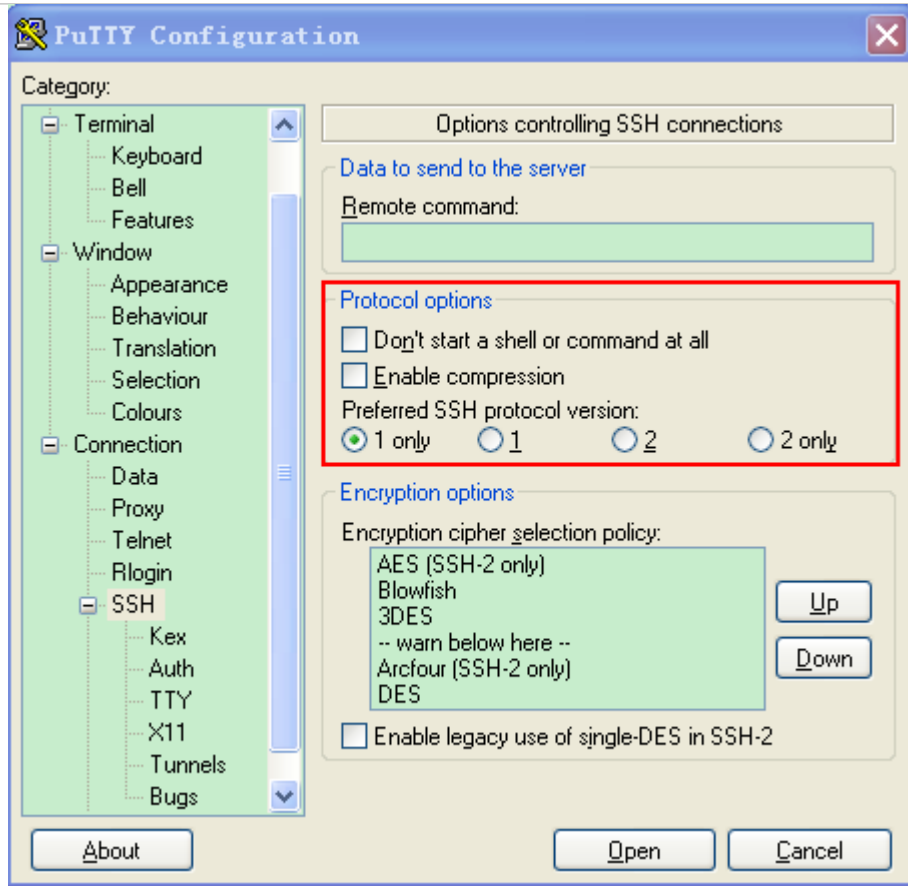 PuTTY Configuration
Category:
Terminal
Keyboard
Bell
Features
Window
Appearance
Behaviour
Translation
Selection
Colours
Connection
Data
Proxy
Telnet
Rlogin
SSH
Kex
Auth
TTY
X11
Tunnels
Bugs
Options controlling SSH connections
Data to send to the server
Remote command:
Protocol options
Don't start a shell or command at all
Enable compression
Preferred SSH protocol version:
1 only 1 2 2 only
Encryption options
Encryption cipher selection policy:
AES (SSH-2 only)
Blowfish
3DES
-- warn below here --
Arcfour (SSH-2 only)
DES
Up
Down
Enable legacy use of single-DES in SSH-2
About Open Cancel